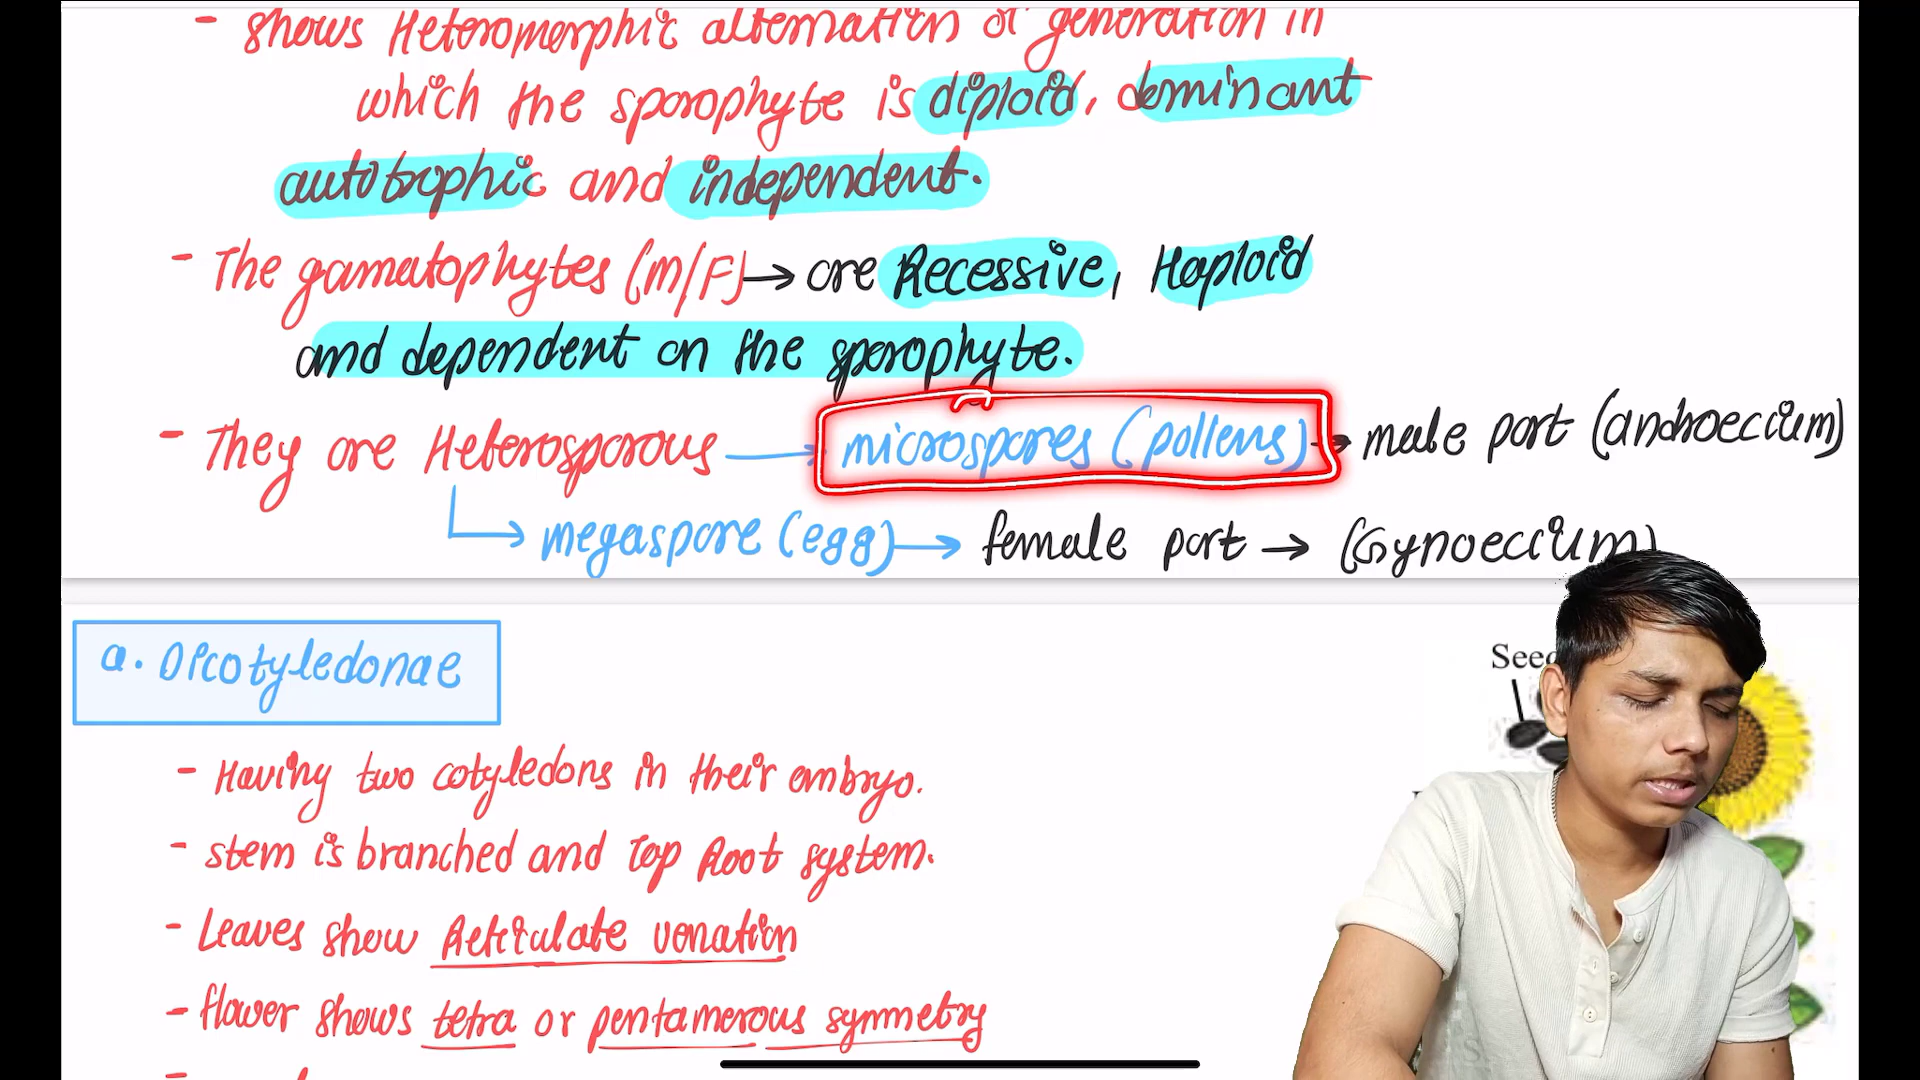 - shows Heteromorphic alternation of generation in
which the sporophyte is diploid, dominant
autotrophic and independent.
- The gamatophytes (M/F) → are Recessive, Haploid
and dependent on the sporophyte.
- They are Heterosporous → microspores (pollens) → male part (androecium)
→ megaspore (egg) → female part → (Gynoecium)
a. Dicotyledonae
Seed
- Having two cotyledons in their embryo.
- stem is branched and Tap Root system.
- Leaves show Reticulate venation
- flower shows tetra or pentamerous symmetry